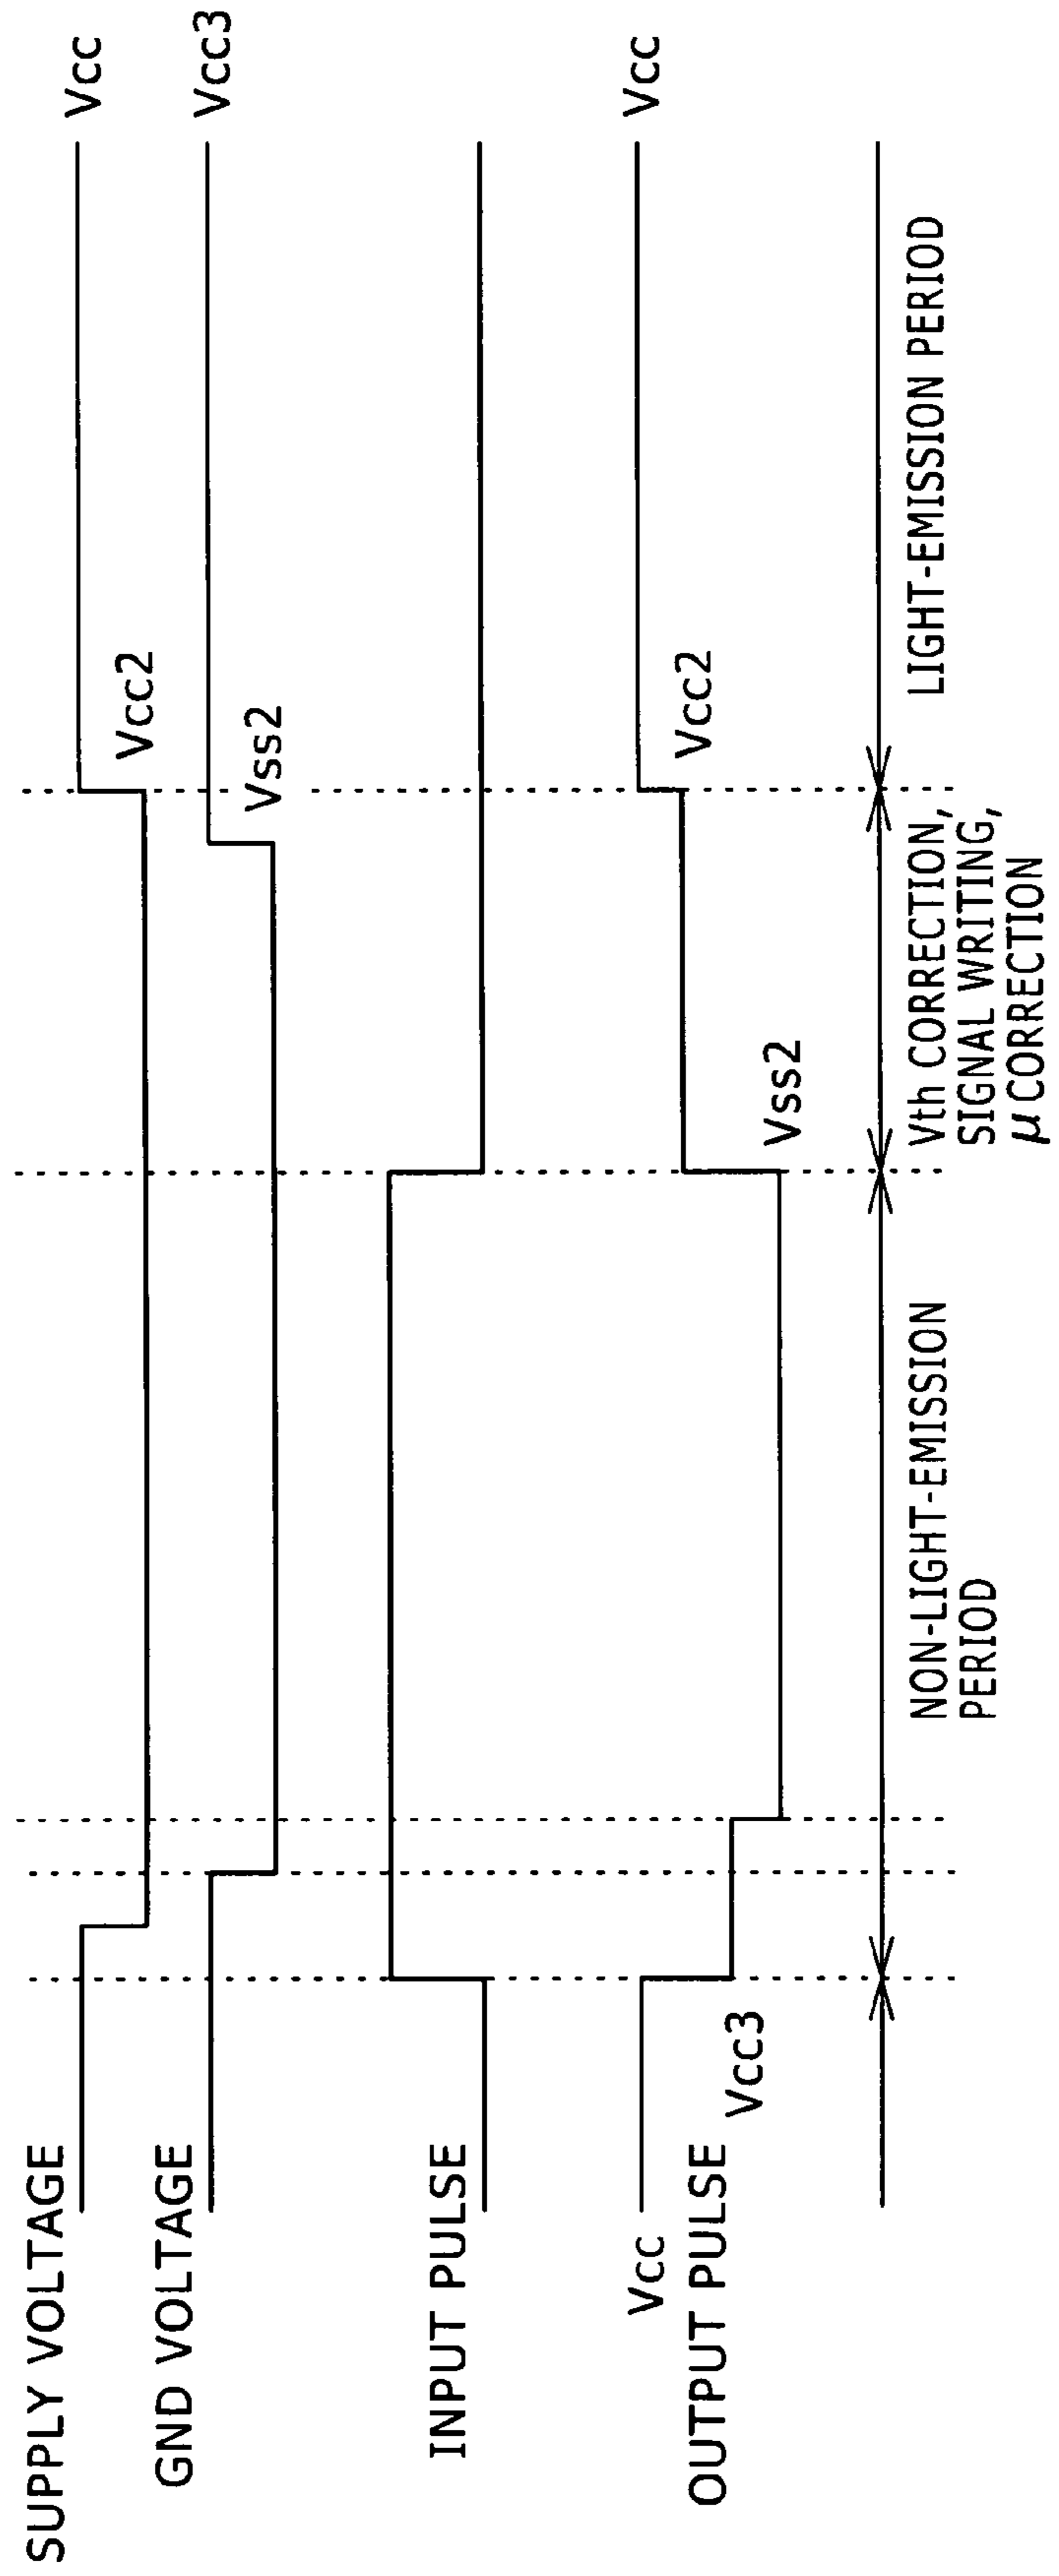 SUPPLY VOLTAGE
Vcc
Vcc2
GND VOLTAGE
Vcc3
Vss2
INPUT PULSE
Vcc
Vcc
OUTPUT PULSE
Vcc3
Vss2
Vcc2
NON-LIGHT-EMISSION
PERIOD
Vth CORRECTION,
SIGNAL WRITING,
μ CORRECTION
LIGHT-EMISSION PERIOD